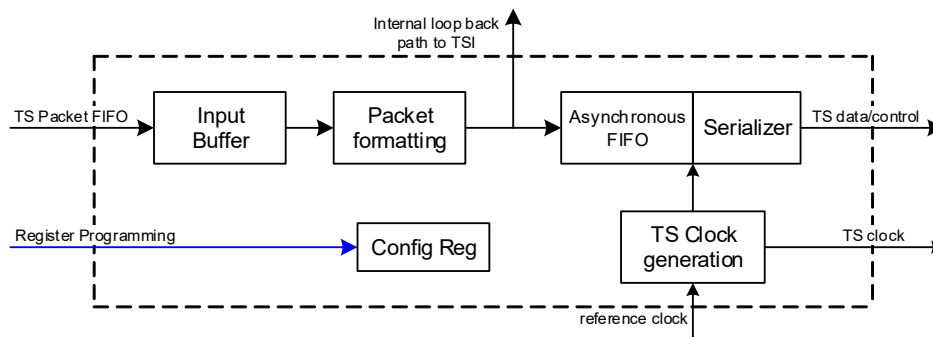 Internal loop back
path to TSI
TS Packet FIFO
Input
Buffer
Packet
formatting
Asynchronous
FIFO
Serializer
TS data/control
Register Programming
Config Reg
TS Clock
generation
TS clock
reference clock